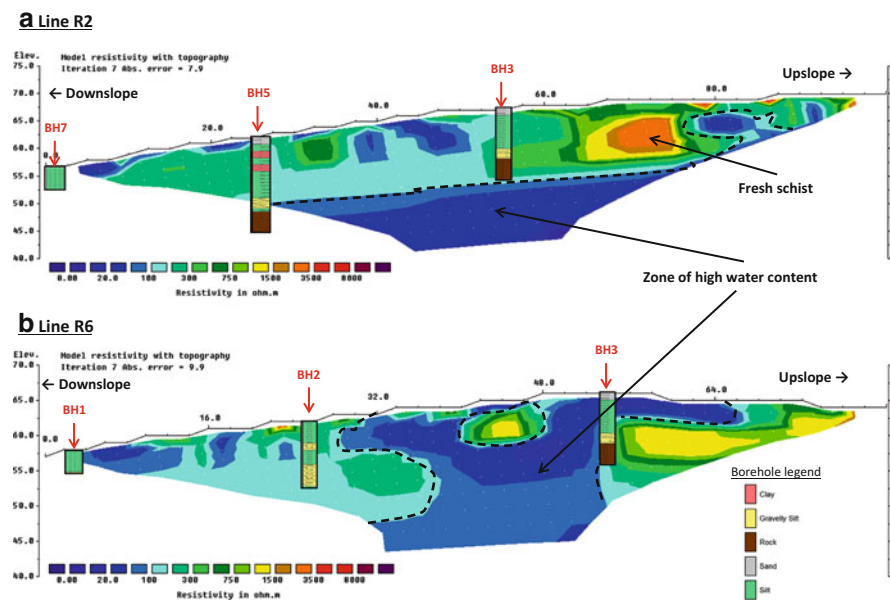 a Line R2
Elev. Model resistivity with topography
75.0 Iteration 7 Abs. error = 7.9
← Downslope
Upslope →
BH7
BH5
BH3
70.0
65.0
60.0
55.0
50.0
45.0
40.0
0.0
20.0
40.0
60.0
80.0
Fresh schist
Zone of high water content
0.00 20.0 100 300 750 1500 3500 8000
Resistivity in ohm.m
b Line R6
Elev. Model resistivity with topography
70.0 Iteration 7 Abs. error = 9.9
← Downslope
Upslope →
BH1
BH2
BH3
65.0
60.0
55.0
50.0
45.0
40.0
0.0
16.0
32.0
48.0
64.0
0.00 20.0 100 300 750 1500 3500 8000
Resistivity in ohm.m
Borehole legend
Clay
Gravelly Silt
Rock
Sand
Silt